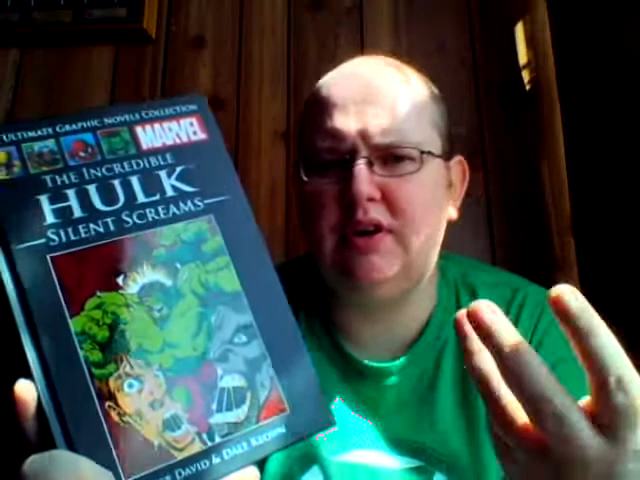 ULTIMATE GRAPHIC NOVELS COLLECTION
MARVEL
THE INCREDIBLE
HULK
SILENT SCREAMS
DAVID & DALE KEOWN